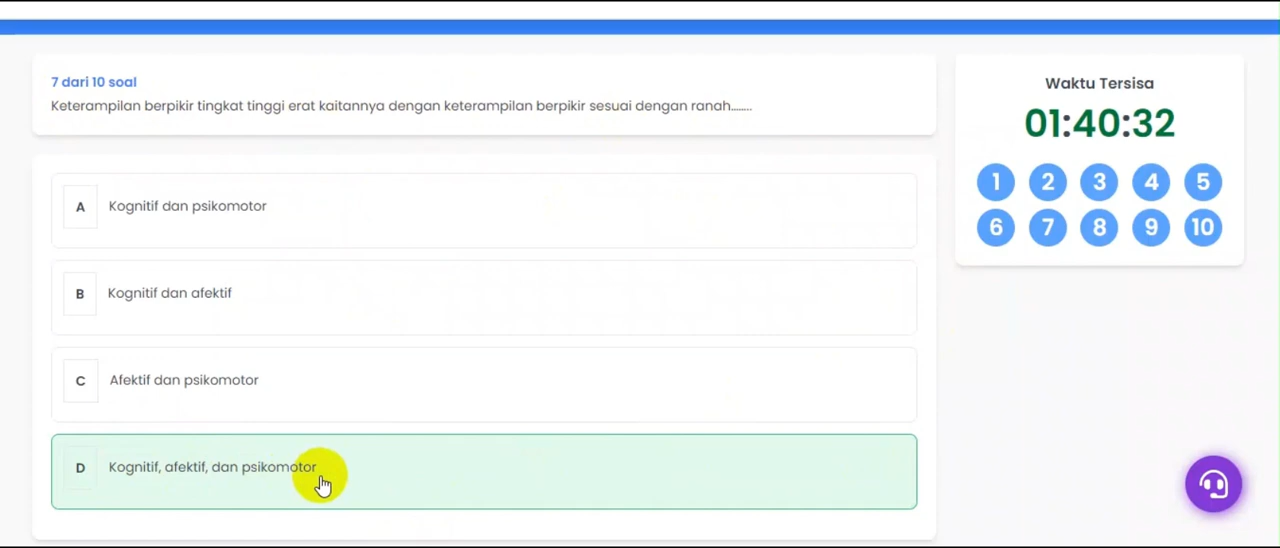 7 dari 10 soal
Keterampilan berpikir tingkat tinggi erat kaitannya dengan keterampilan berpikir sesuai dengan ranah........
A Kognitif dan psikomotor
B Kognitif dan afektif
C Afektif dan psikomotor
D Kognitif, afektif, dan psikomotor
Waktu Tersisa
01:40:32
1 2 3 4 5
6 7 8 9 10